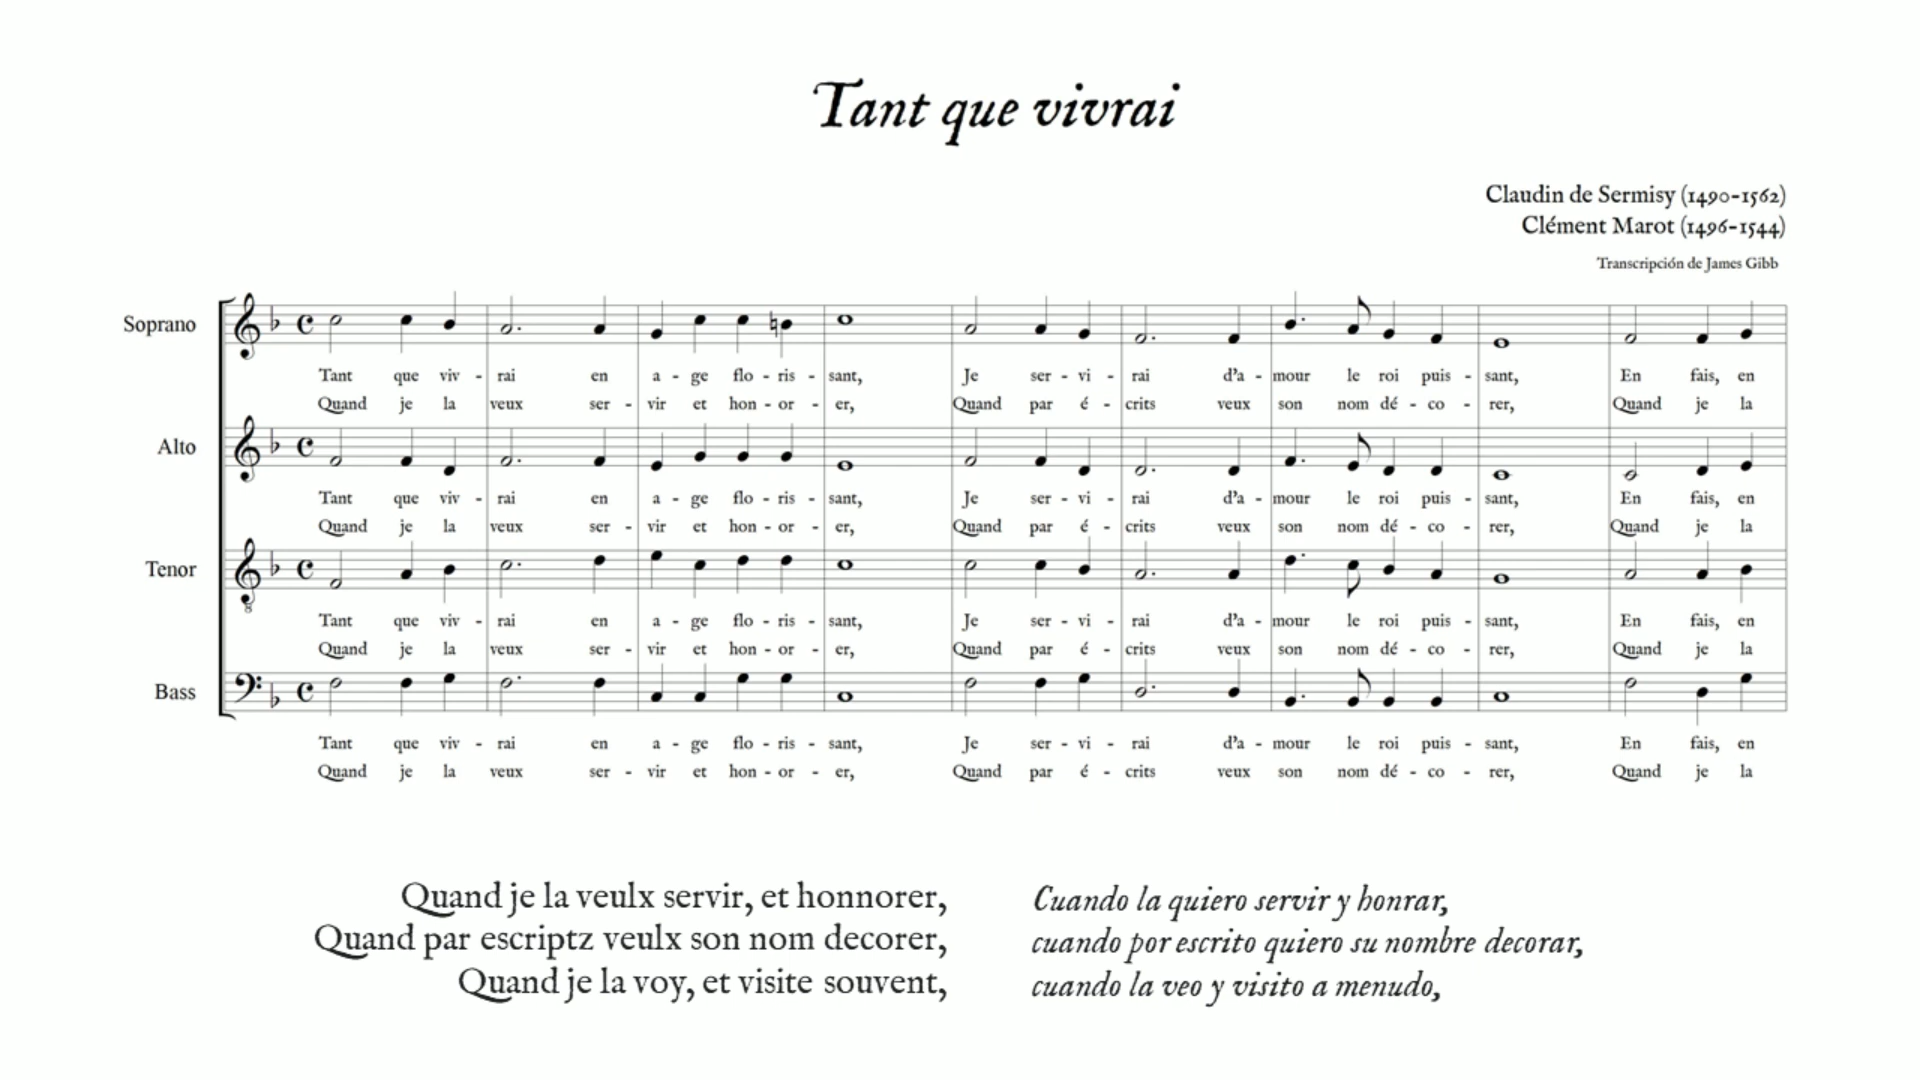 Tant que vivrai
Claudin de Sermisy (1490-1562)
Clément Marot (1496-1544)
Transcripción de James Gibb
Soprano
Tant que viv - rai en a - ge flo - ris - sant, Je ser - vi - rai d'a - mour le roi puis - sant, En fais, en
Quand je la veux ser - vir et hon - or - er, Quand par é - crits veux son nom dé - co - rer, Quand je la
Alto
Tant que viv - rai en a - ge flo - ris - sant, Je ser - vi - rai d'a - mour le roi puis - sant, En fais, en
Quand je la veux ser - vir et hon - or - er, Quand par é - crits veux son nom dé - co - rer, Quand je la
Tenor
8
Tant que viv - rai en a - ge flo - ris - sant, Je ser - vi - rai d'a - mour le roi puis - sant, En fais, en
Quand je la veux ser - vir et hon - or - er, Quand par é - crits veux son nom dé - co - rer, Quand je la
Bass
Tant que viv - rai en a - ge flo - ris - sant, Je ser - vi - rai d'a - mour le roi puis - sant, En fais, en
Quand je la veux ser - vir et hon - or - er, Quand par é - crits veux son nom dé - co - rer, Quand je la
Quand je la veulx servir, et honnorer,
Quand par escriptz veulx son nom decorer,
Quand je la voy, et visite souvent,
Cuando la quiero servir y honrar,
cuando por escrito quiero su nombre decorar,
cuando la veo y visito a menudo,